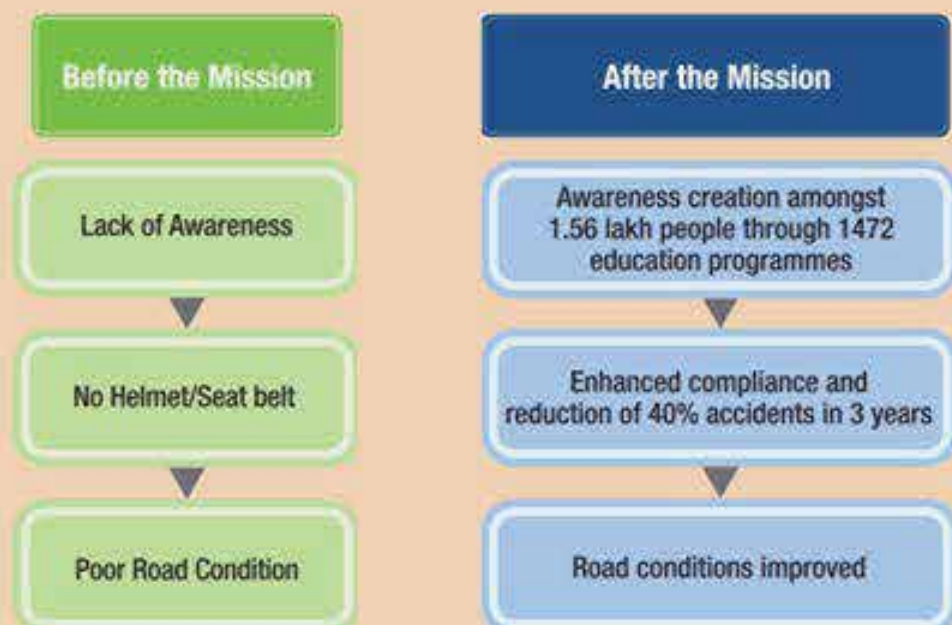 Before the Mission
Lack of Awareness
No Helmet/Seat belt
Poor Road Condition
After the Mission
Awareness creation amongst
1.56 lakh people through 1472
education programmes
Enhanced compliance and
reduction of 40% accidents in 3 years
Road conditions improved